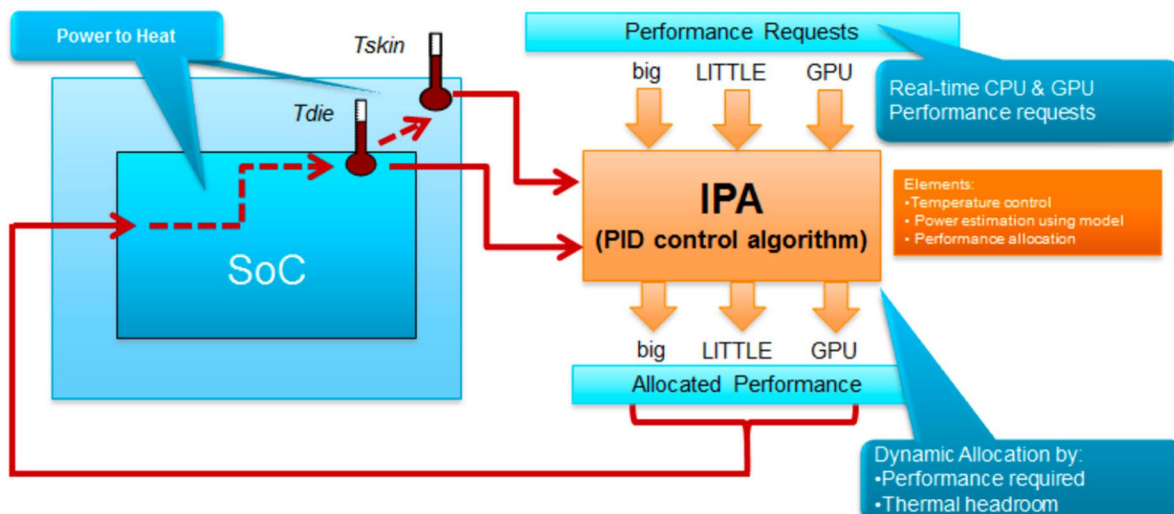 Power to Heat
Tskin
Tdie
SoC
Performance Requests
big LITTLE GPU
Real-time CPU & GPU
Performance requests
IPA
(PID control algorithm)
Elements:
•Temperature control
• Power estimation using model
• Performance allocation
big LITTLE GPU
Allocated Performance
Dynamic Allocation by:
•Performance required
•Thermal headroom